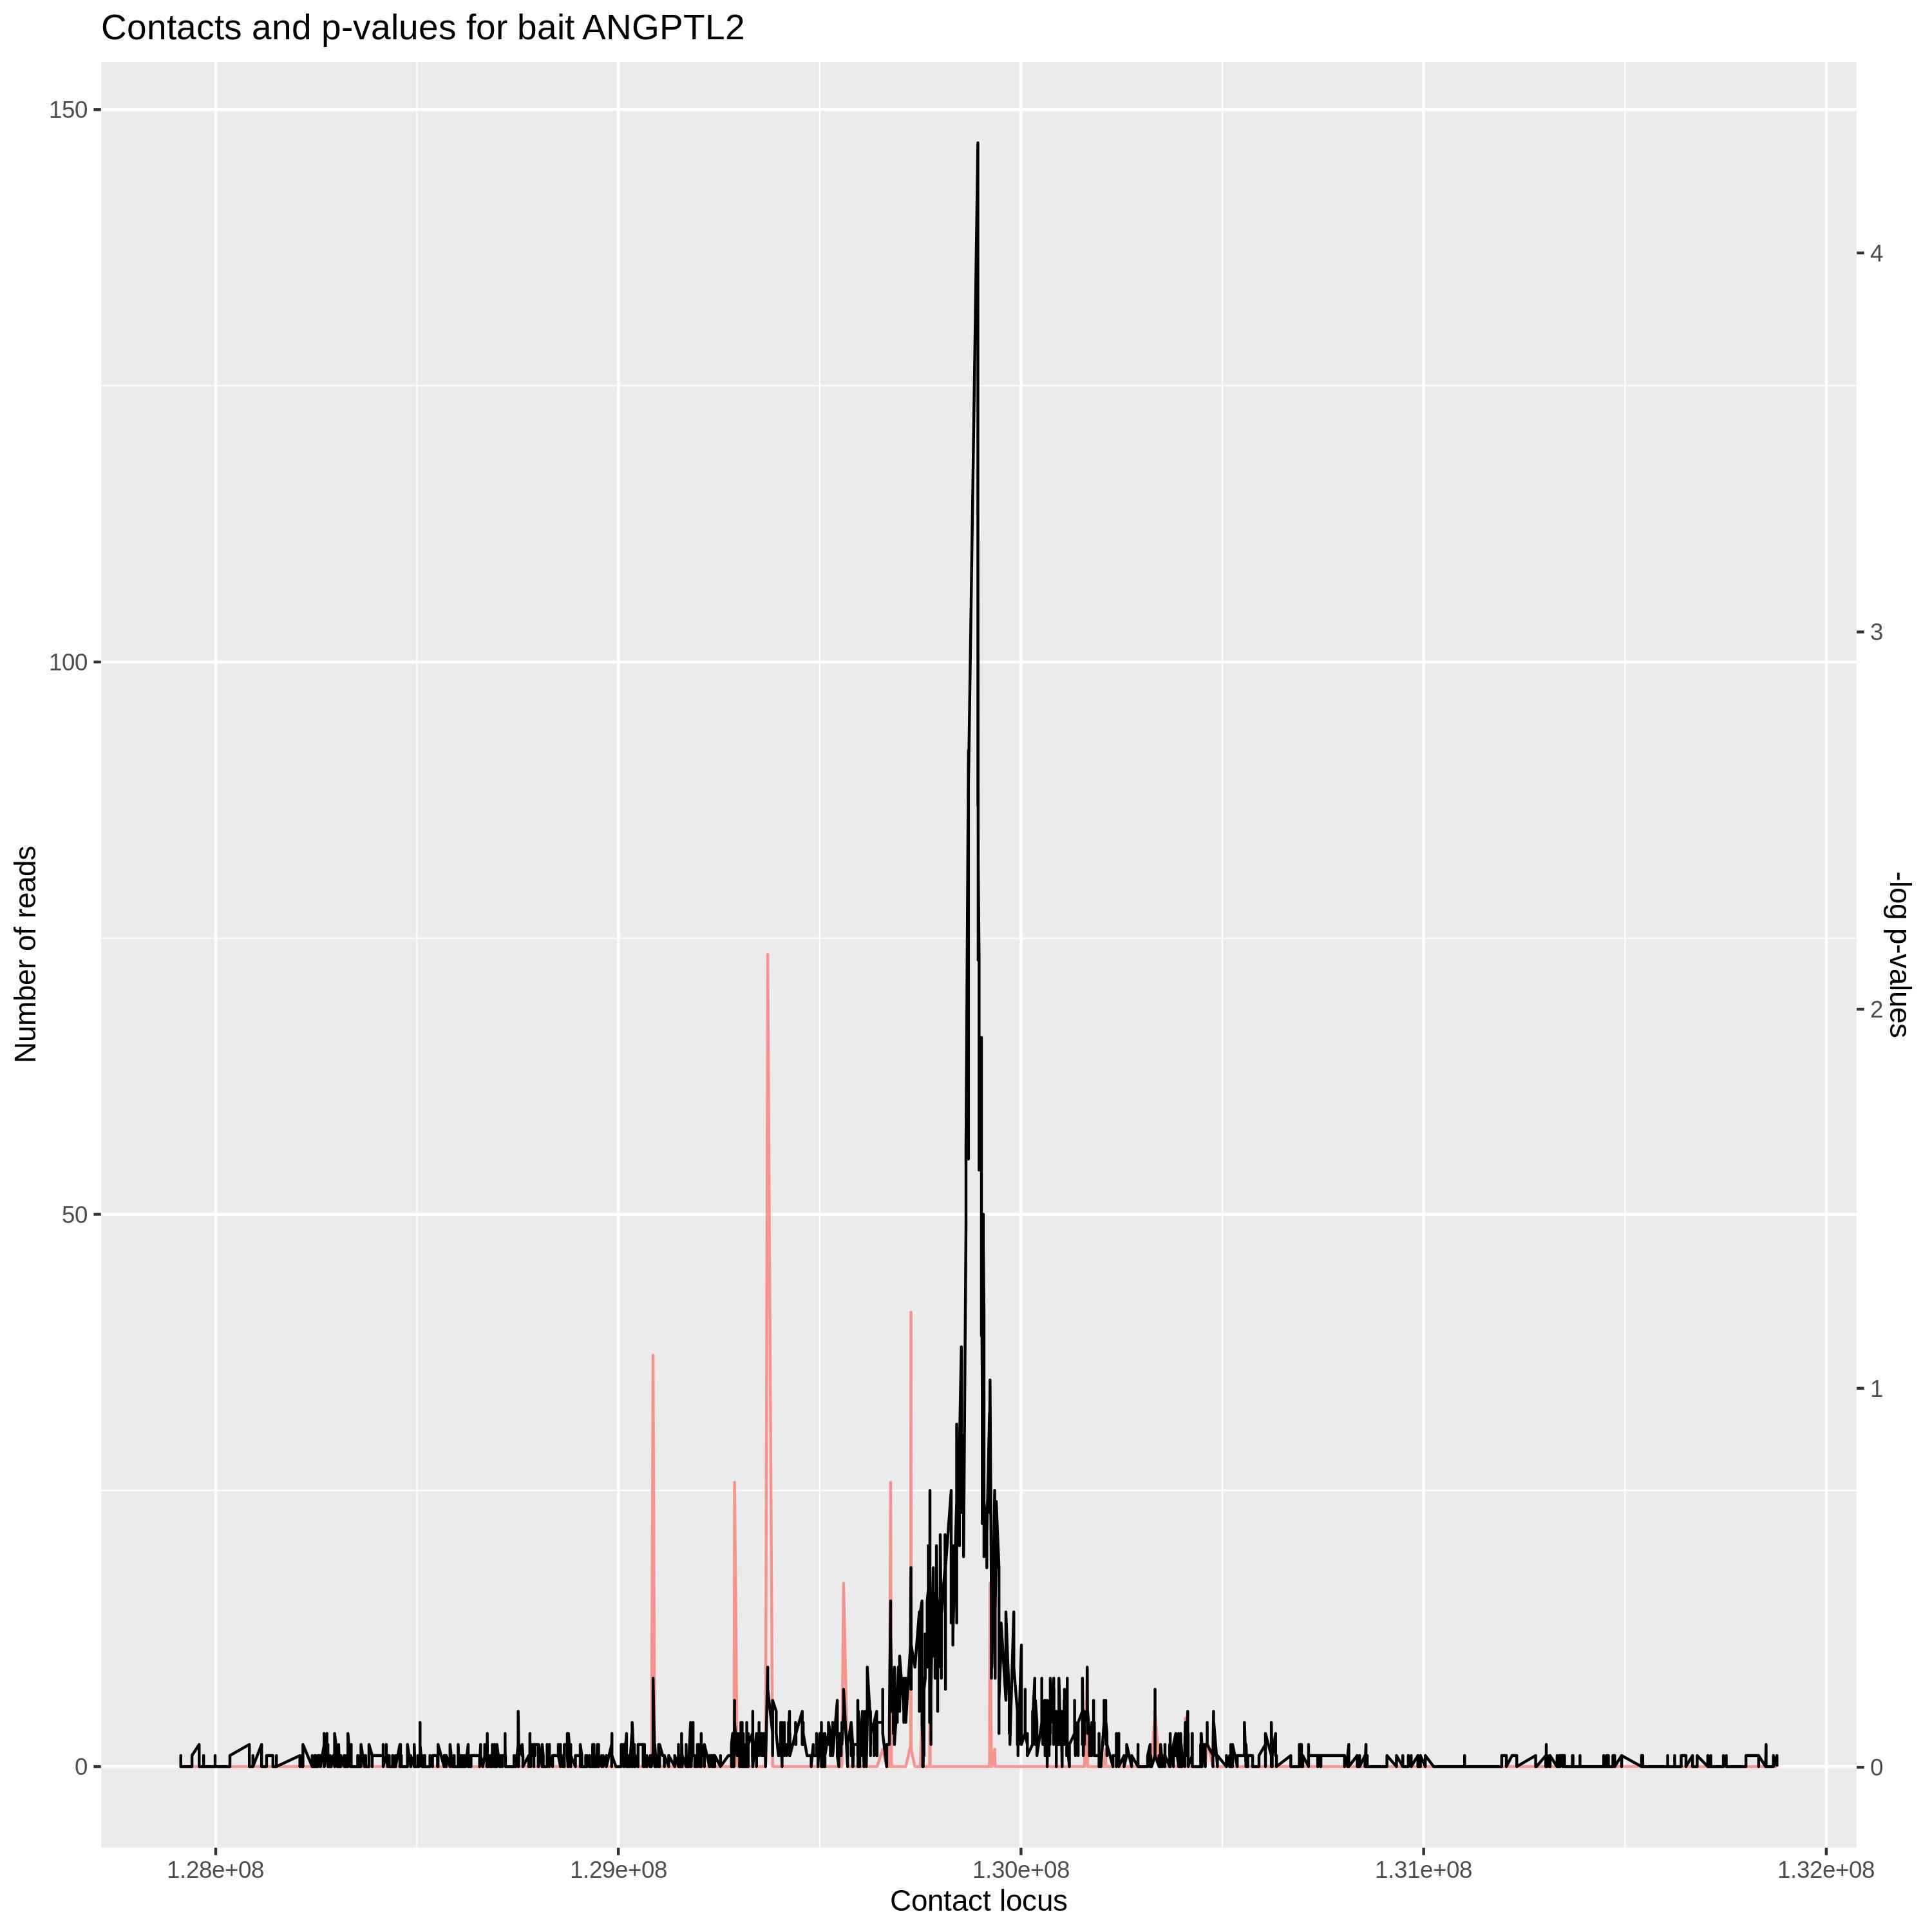 Contacts and p-values for bait ANGPTL2
150
100
50
0
Number of reads
4
3
2
1
0
-log p-values
1.28e+08
1.29e+08
1.30e+08
1.31e+08
1.32e+08
Contact locus